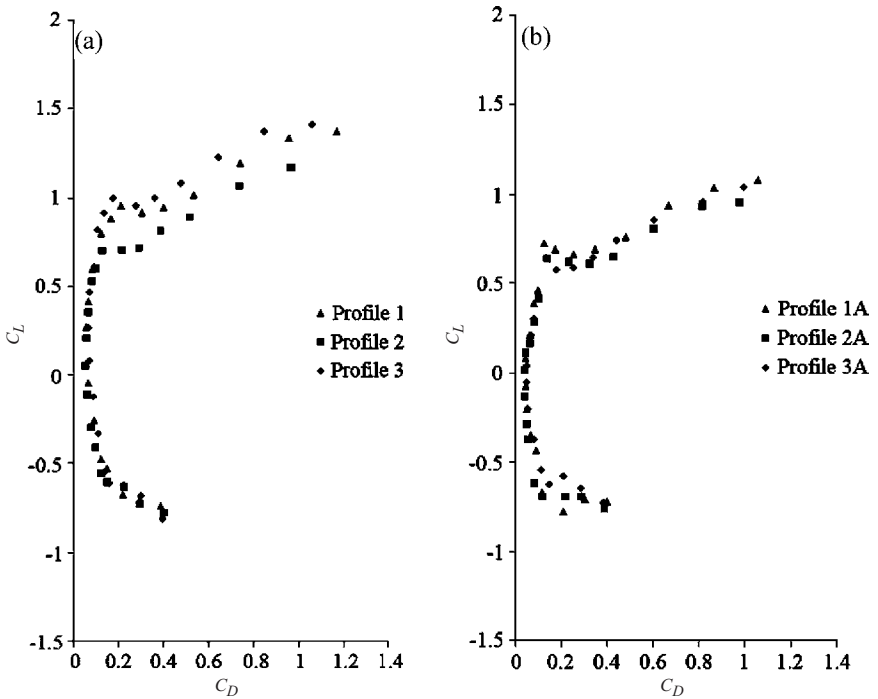 (a)
2
1.5
1
0.5
0
-0.5
-1
-1.5
C_L
0 0.2 0.4 0.6 0.8 1 1.2 1.4
C_D
Profile 1
Profile 2
Profile 3
(b)
2
1.5
1
0.5
0
-0.5
-1
-1.5
C_L
0 0.2 0.4 0.6 0.8 1 1.2 1.4
C_D
Profile 1A
Profile 2A
Profile 3A